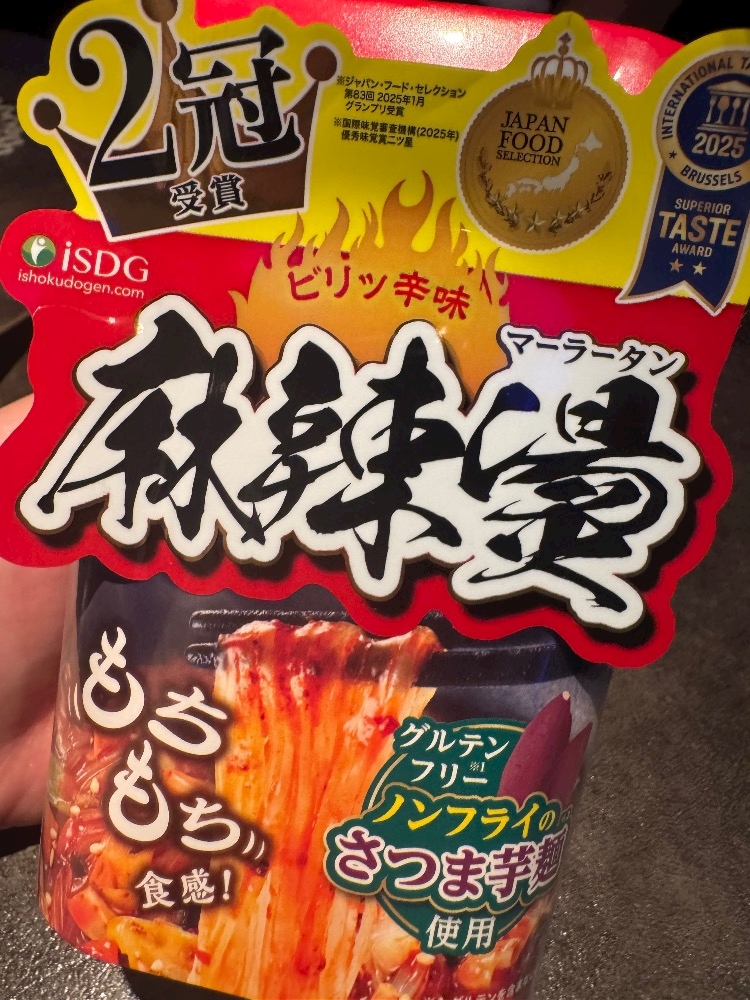 2冠
受賞
※ジャパン・フード・セレクション
第83回 2025年1月
グランプリ受賞
※国際味覚審査機構(2025年)
優秀味覚賞二ツ星
JAPAN
FOOD
SELECTION
INTERNATIONAL TA
2025
BRUSSELS
SUPERIOR
TASTE
AWARD
iSDG
ishokudogen.com
ビリッ辛味
マーラータン
麻辣燙
もち
もち
食感!
グルテン
フリー
※1
ノンフライの
さつま芋麺
使用